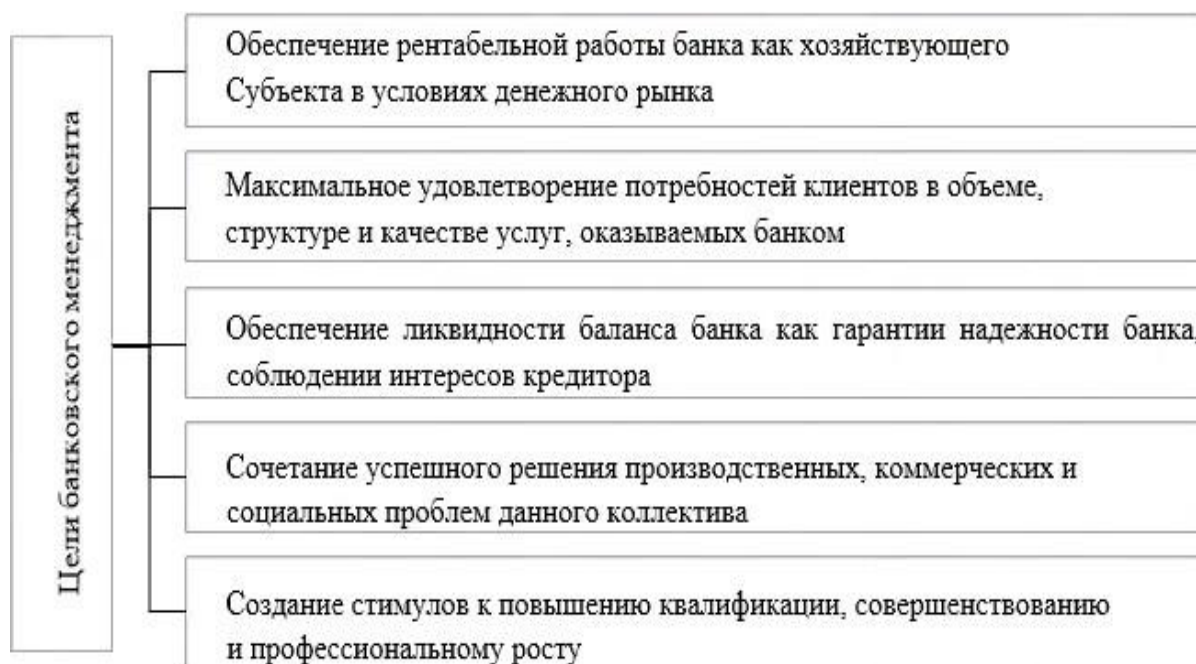 Цели банковского менеджмента
Обеспечение рентабельной работы банка как хозяйствующего
Субъекта в условиях денежного рынка
Максимальное удовлетворение потребностей клиентов в объеме,
структуре и качестве услуг, оказываемых банком
Обеспечение ликвидности баланса банка как гарантии надежности банка,
соблюдении интересов кредитора
Сочетание успешного решения производственных, коммерческих и
социальных проблем данного коллектива
Создание стимулов к повышению квалификации, совершенствованию
и профессиональному росту